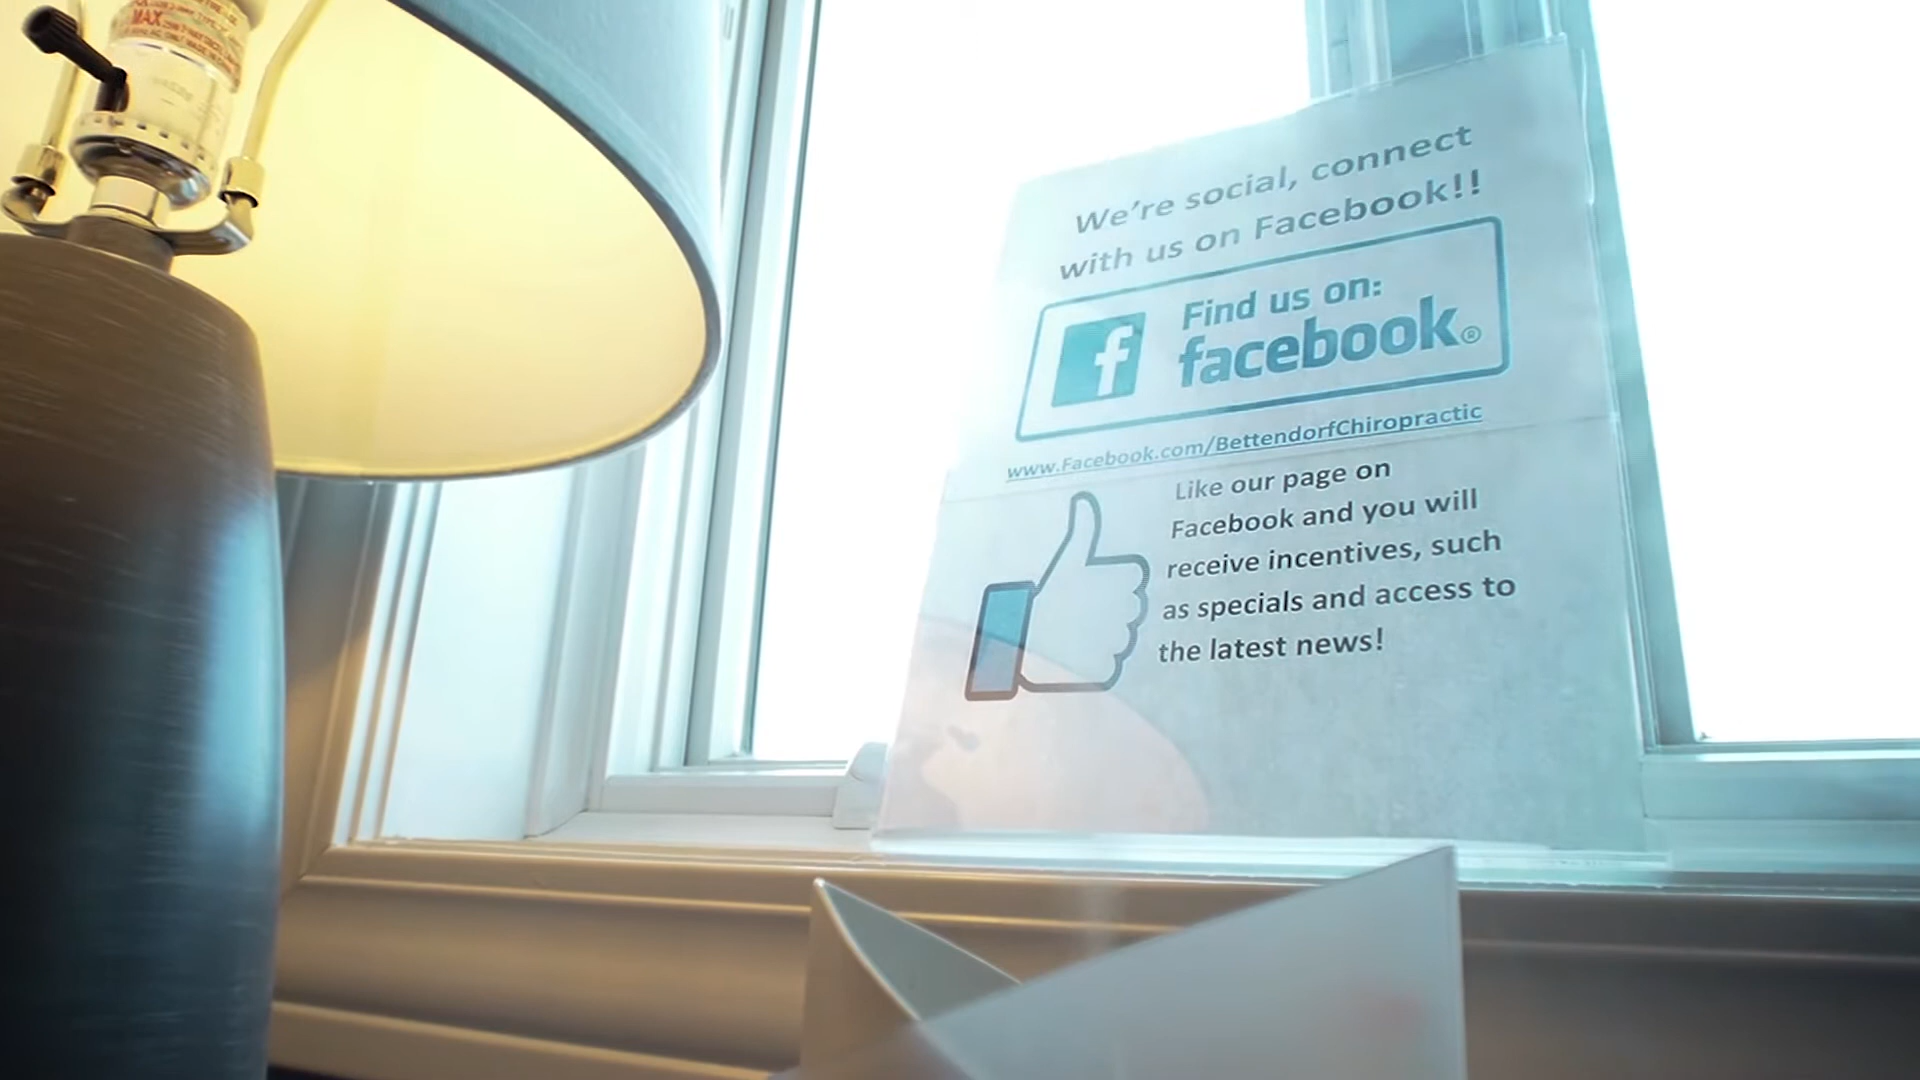 MAX
We're social, connect
with us on Facebook!!
f
Find us on:
facebook®
www.Facebook.com/BettendorfChiropractic
Like our page on
Facebook and you will
receive incentives, such
as specials and access to
the latest news!